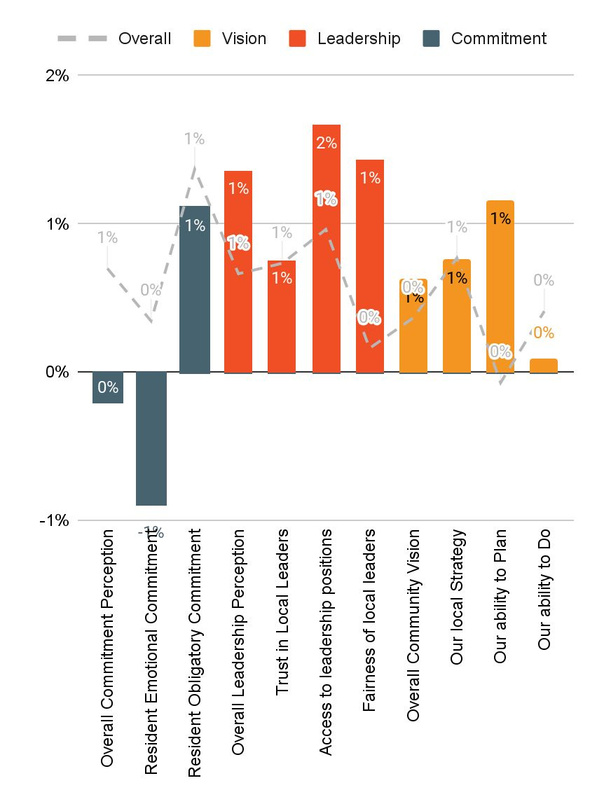 Overall Vision Leadership Commitment
2%
1%
0%
-1%
1%
0%
1%
1%
1%
1%
0%
0%
1%
0%
0%
0%
-1%
1%
1%
1%
2%
1%
1%
1%
1%
0%
Overall Commitment Perception
Resident Emotional Commitment
Resident Obligatory Commitment
Overall Leadership Perception
Trust in Local Leaders
Access to leadership positions
Fairness of local leaders
Overall Community Vision
Our local Strategy
Our ability to Plan
Our ability to Do